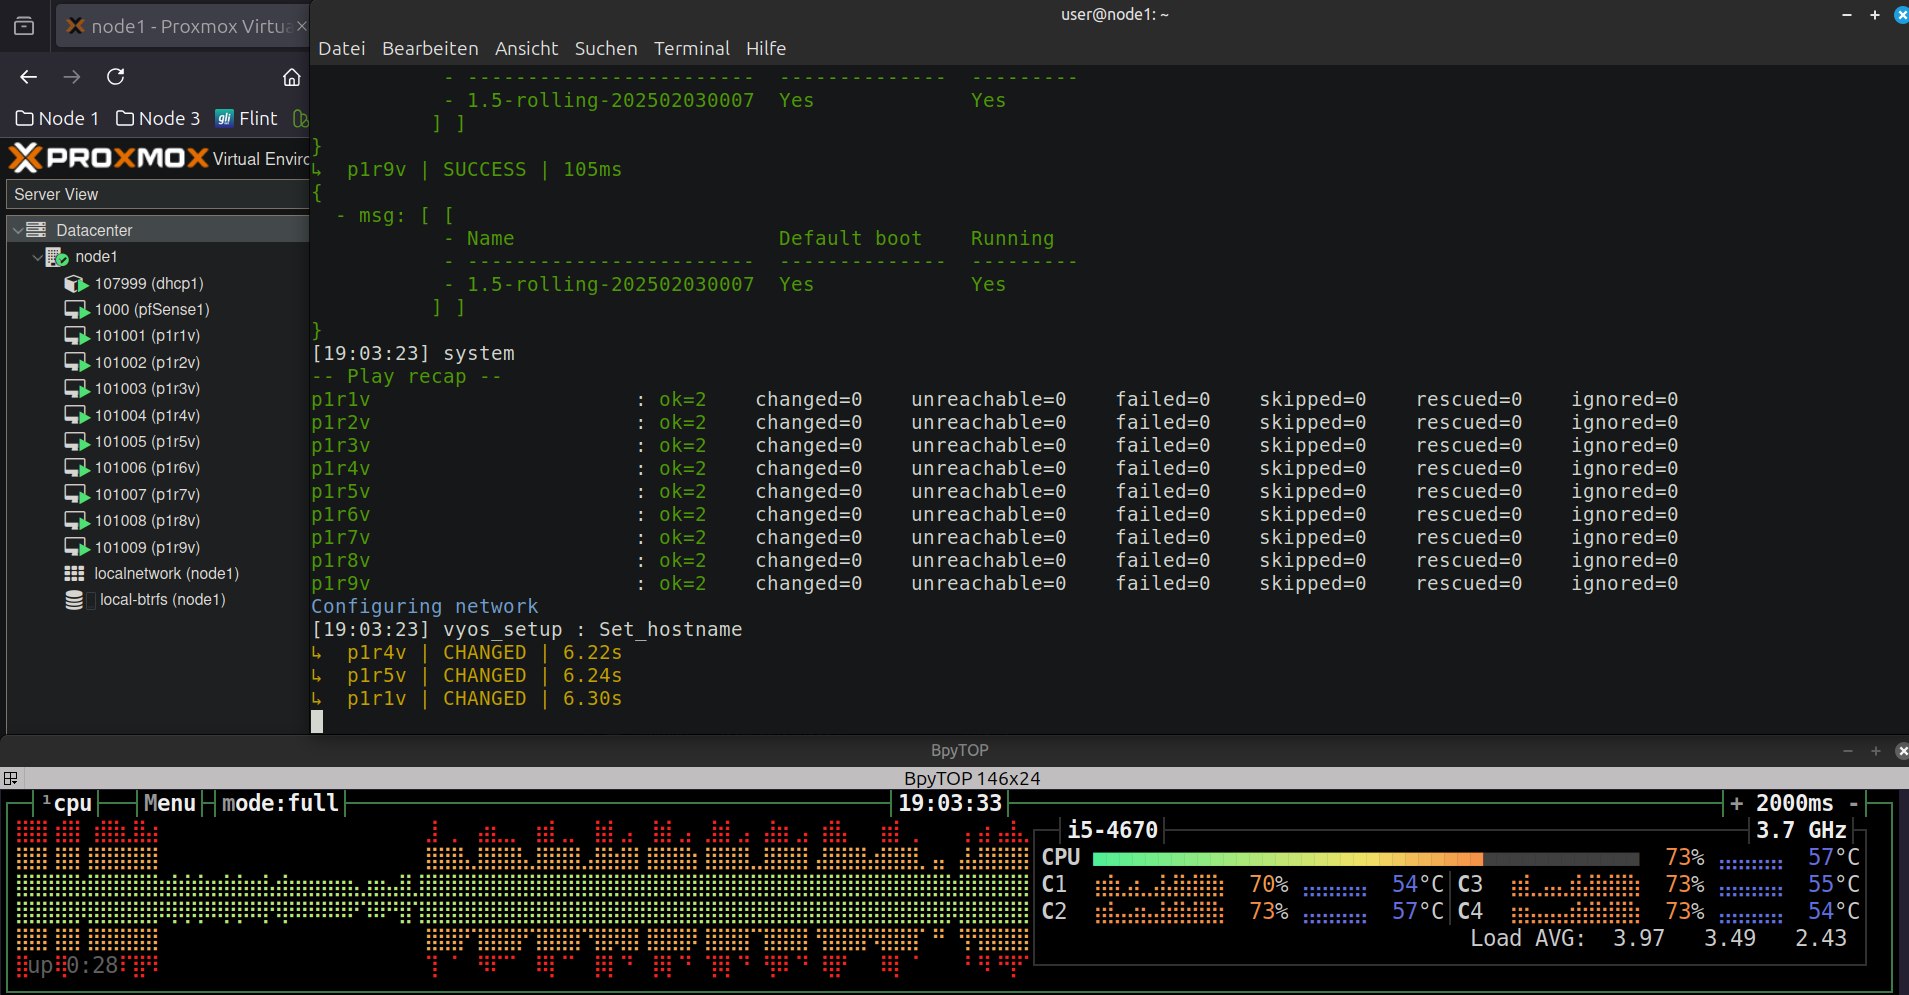 node1 - Proxmox Virtua
user@node1: ~
Datei Bearbeiten Ansicht Suchen Terminal Hilfe
Node 1 Node 3 gli Flint
PROXMOX Virtual Enviro
Server View
Datacenter
node1
107999 (dhcp1)
1000 (pfSense1)
101001 (p1r1v)
101002 (p1r2v)
101003 (p1r3v)
101004 (p1r4v)
101005 (p1r5v)
101006 (p1r6v)
101007 (p1r7v)
101008 (p1r8v)
101009 (p1r9v)
localnetwork (node1)
local-btrfs (node1)
- ------------------------ -------------- ---------
- 1.5-rolling-202502030007 Yes Yes
] ]
}
↳ p1r9v | SUCCESS | 105ms
{
- msg: [ [
- Name Default boot Running
- ------------------------ -------------- ---------
- 1.5-rolling-202502030007 Yes Yes
] ]
}
[19:03:23] system
-- Play recap --
p1r1v : ok=2 changed=0 unreachable=0 failed=0 skipped=0 rescued=0 ignored=0
p1r2v : ok=2 changed=0 unreachable=0 failed=0 skipped=0 rescued=0 ignored=0
p1r3v : ok=2 changed=0 unreachable=0 failed=0 skipped=0 rescued=0 ignored=0
p1r4v : ok=2 changed=0 unreachable=0 failed=0 skipped=0 rescued=0 ignored=0
p1r5v : ok=2 changed=0 unreachable=0 failed=0 skipped=0 rescued=0 ignored=0
p1r6v : ok=2 changed=0 unreachable=0 failed=0 skipped=0 rescued=0 ignored=0
p1r7v : ok=2 changed=0 unreachable=0 failed=0 skipped=0 rescued=0 ignored=0
p1r8v : ok=2 changed=0 unreachable=0 failed=0 skipped=0 rescued=0 ignored=0
p1r9v : ok=2 changed=0 unreachable=0 failed=0 skipped=0 rescued=0 ignored=0
Configuring network
[19:03:23] vyos_setup : Set_hostname
↳ p1r4v | CHANGED | 6.22s
↳ p1r5v | CHANGED | 6.24s
↳ p1r1v | CHANGED | 6.30s
BpyTOP
BpyTOP 146x24
¹cpu Menu mode:full 19:03:33 + 2000ms -
i5-4670 3.7 GHz
CPU 73% 57°C
C1 70% 54°C C3 73% 55°C
C2 73% 57°C C4 73% 54°C
Load AVG: 3.97 3.49 2.43
up 0:28